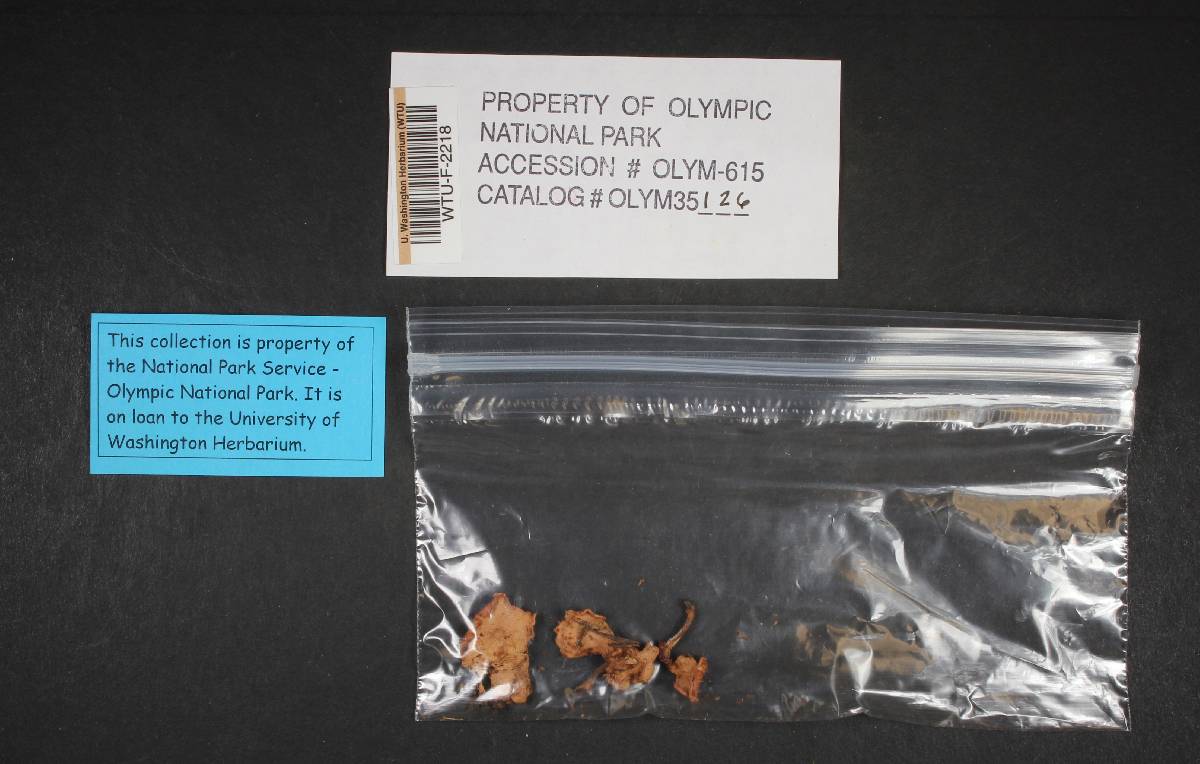 PROPERTY OF OLYMPIC
NATIONAL PARK
ACCESSION # OLYM-615
CATALOG # OLYM35126
U. Washington Herbarium (WTU)
WTU-F-2218
This collection is property of
the National Park Service -
Olympic National Park. It is
on loan to the University of
Washington Herbarium.